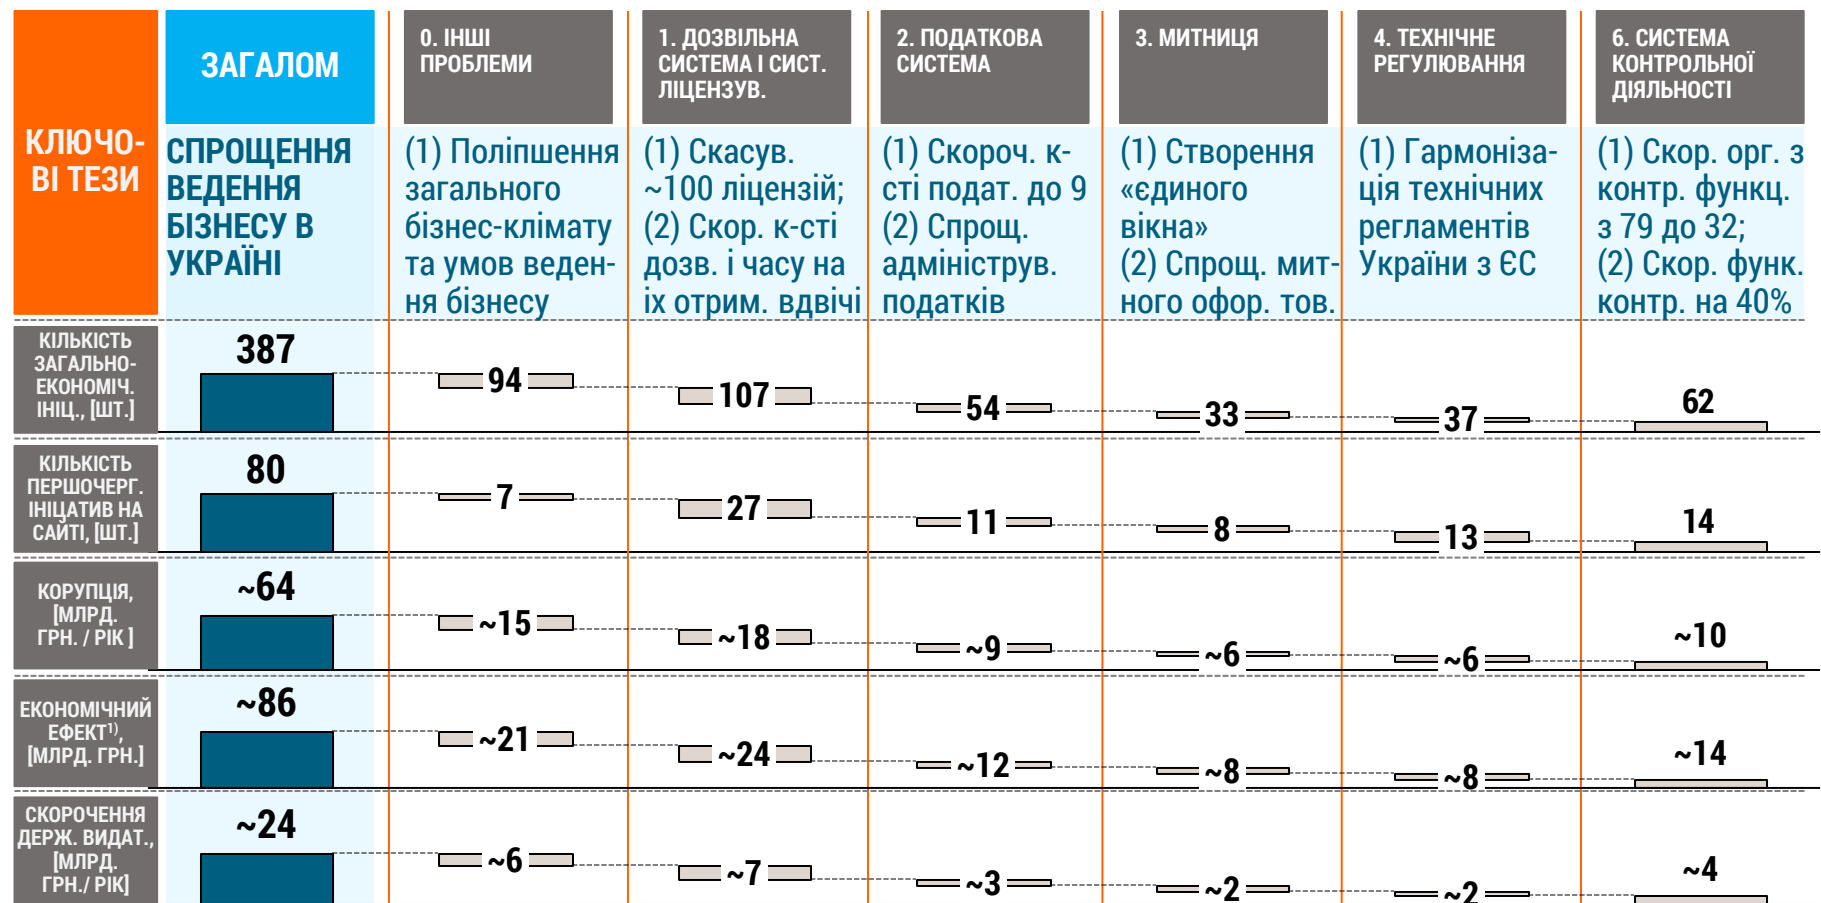 КЛЮЧО-
ВІ ТЕЗИ
ЗАГАЛОМ
0. ІНШІ
ПРОБЛЕМИ
1. ДОЗВІЛЬНА
СИСТЕМА І СИСТ.
ЛІЦЕНЗУВ.
2. ПОДАТКОВА
СИСТЕМА
3. МИТНИЦЯ
4. ТЕХНІЧНЕ
РЕГУЛЮВАННЯ
6. СИСТЕМА
КОНТРОЛЬНОЇ
ДІЯЛЬНОСТІ
СПРОЩЕННЯ
ВЕДЕННЯ
БІЗНЕСУ В
УКРАЇНІ
(1) Поліпшення
загального
бізнес-клімату
та умов веден-
ня бізнесу
(1) Скасув.
~100 ліцензій;
(2) Скор. к-сті
дозв. і часу на
іх отрим. вдвічі
(1) Скороч. к-
сті подат. до 9
(2) Спрощ.
адмініструв.
податків
(1) Створення
«єдиного
вікна»
(2) Спрощ. мит-
ного офор. тов.
(1) Гармоніза-
ція технічних
регламентів
України з ЄС
(1) Скор. орг. з
контр. функц.
з 79 до 32;
(2) Скор. функ.
контр. на 40%
КІЛЬКІСТЬ
ЗАГАЛЬНО-
ЕКОНОМІЧ.
ІНІЦ., [ШТ.]
387
94
107
54
33
37
62
КІЛЬКІСТЬ
ПЕРШОЧЕРГ.
ІНІЦАТИВ НА
САЙТІ, [ШТ.]
80
7
27
11
8
13
14
КОРУПЦІЯ,
[МЛРД.
ГРН. / РІК ]
~64
~15
~18
~9
~6
~6
~10
ЕКОНОМІЧНИЙ
ЕФЕКТ1),
[МЛРД. ГРН.]
~86
~21
~24
~12
~8
~8
~14
СКОРОЧЕННЯ
ДЕРЖ. ВИДАТ.,
[МЛРД.
ГРН./ РІК]
~24
~6
~7
~3
~2
~2
~4